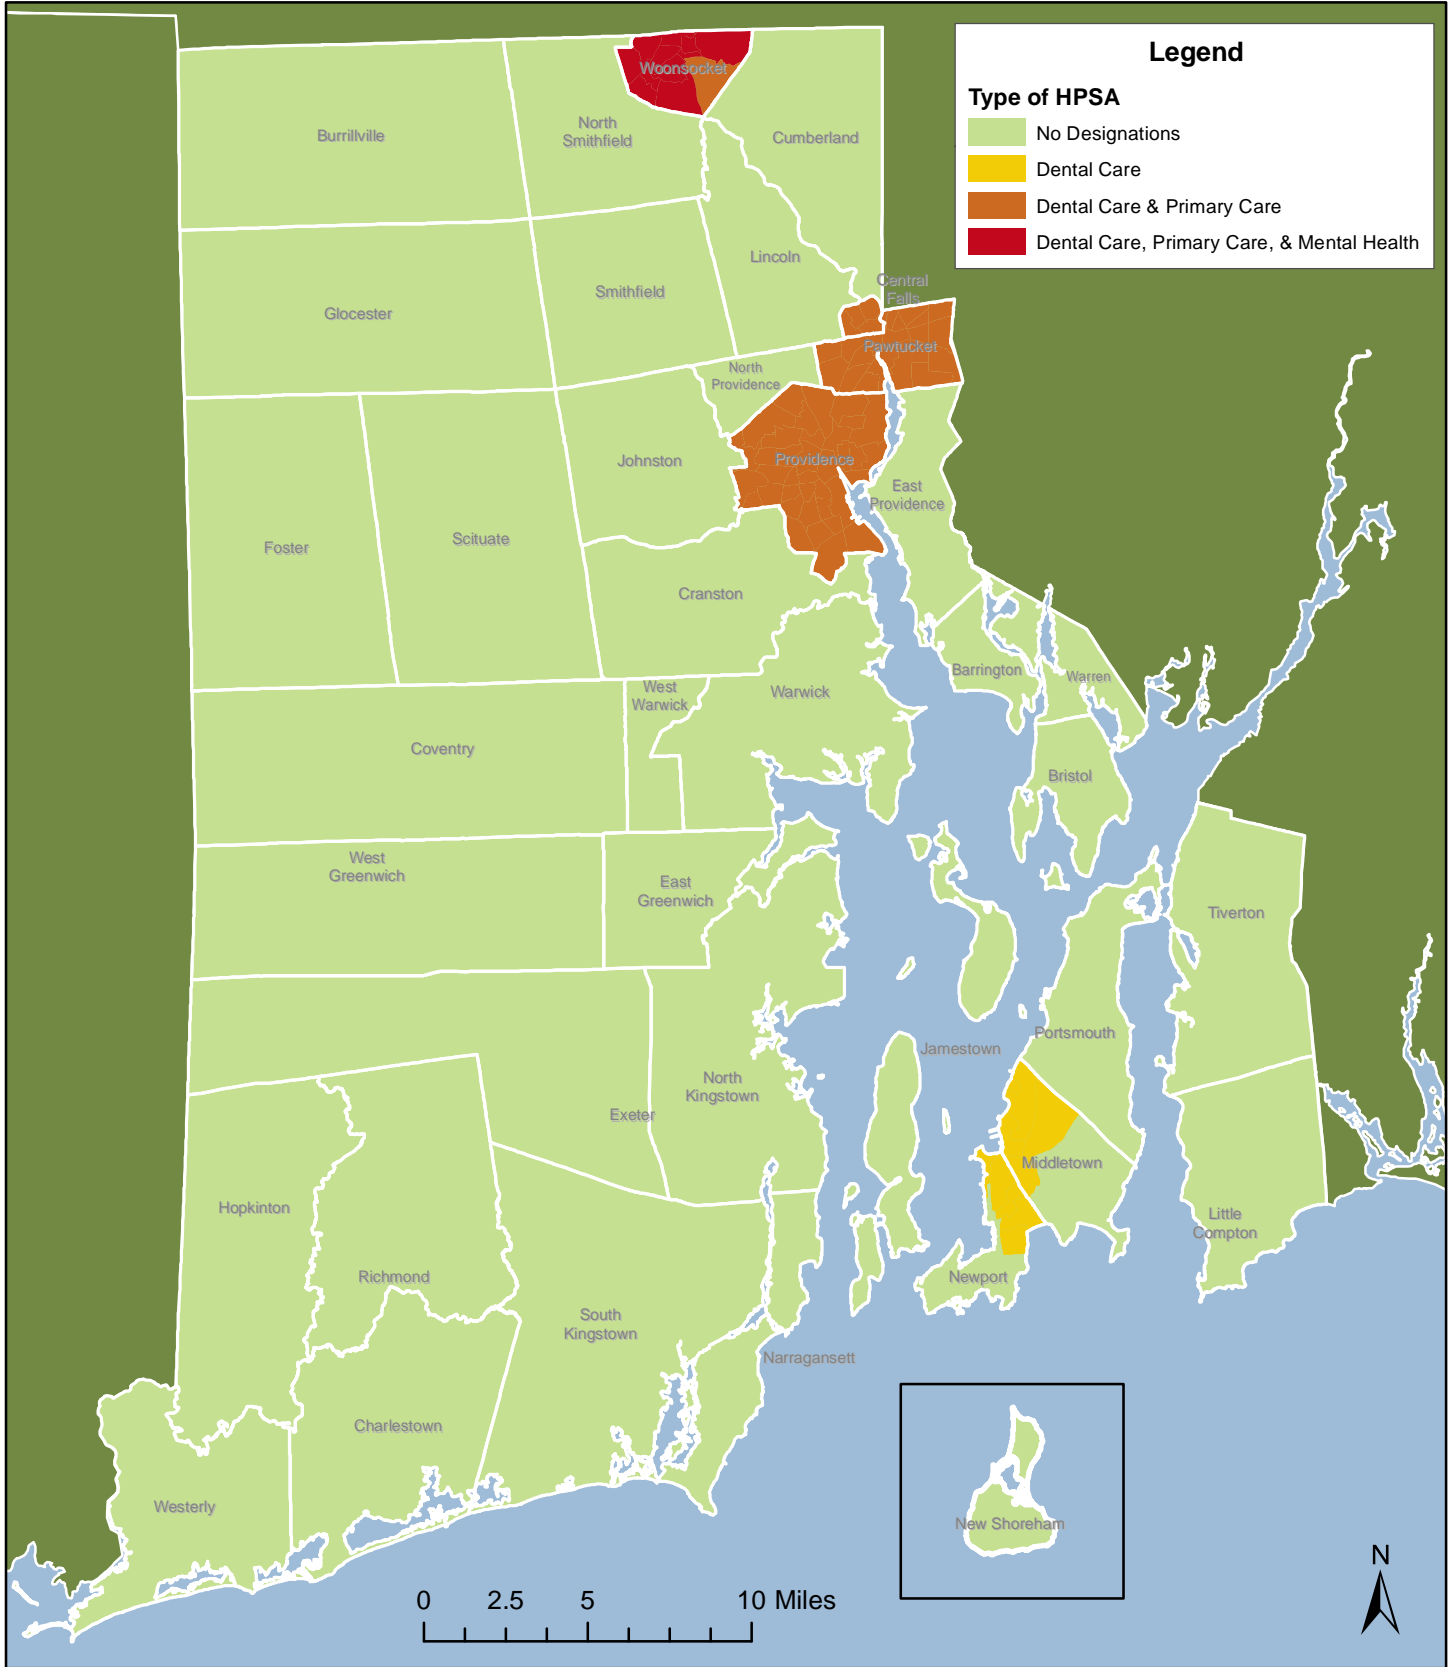 Legend
Type of HPSA
No Designations
Dental Care
Dental Care & Primary Care
Dental Care, Primary Care, & Mental Health
Woonsocket
Burrillville
North
Smithfield
Cumberland
Lincoln
Central
Falls
Smithfield
Glocester
Pawtucket
North
Providence
Johnston
Providence
East
Providence
Foster
Scituate
Cranston
Barrington
Warren
West
Warwick
Warwick
Coventry
Bristol
West
Greenwich
East
Greenwich
Tiverton
Portsmouth
Jamestown
North
Kingstown
Exeter
Middletown
Hopkinton
Little
Compton
Richmond
Newport
South
Kingstown
Narragansett
Charlestown
Westerly
New Shoreham
N
0 2.5 5 10 Miles